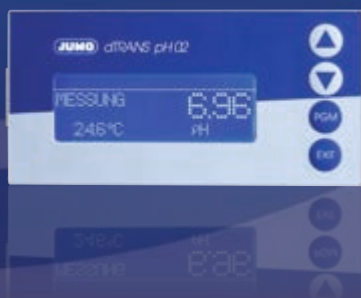 JUMO dTRANS pH 02
MESSUNG 6.96
24.6°C pH
PGM
EXIT